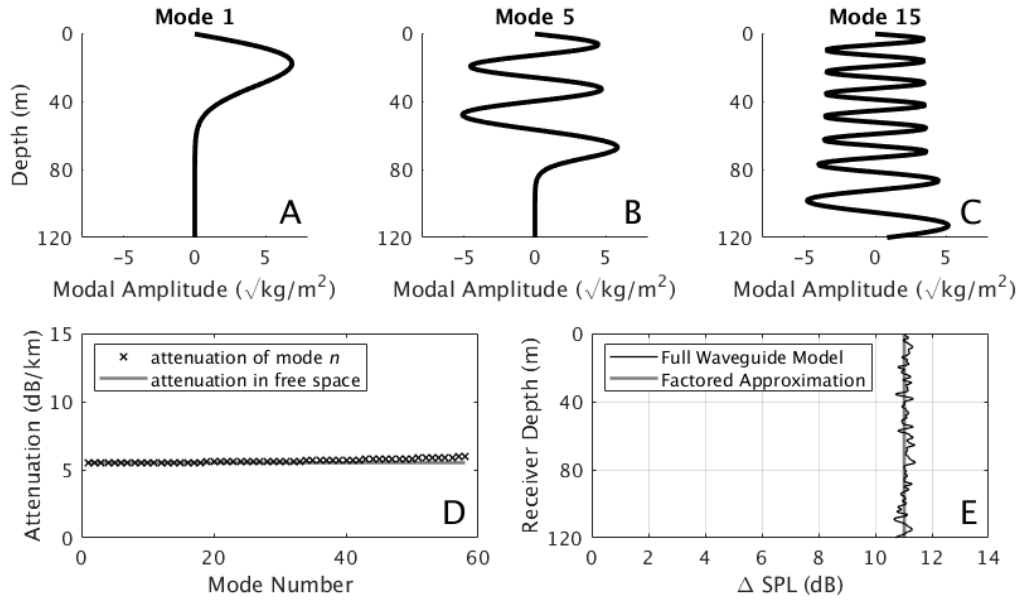 Mode 1
Mode 5
Mode 15
0
40
80
120
Depth (m)
-5 0 5
Modal Amplitude (√kg/m²)
A
0
40
80
120
-5 0 5
Modal Amplitude (√kg/m²)
B
0
40
80
120
-5 0 5
Modal Amplitude (√kg/m²)
C
15
10
5
0
Attenuation (dB/km)
attenuation of mode n
attenuation in free space
D
0 20 40 60
Mode Number
0
40
80
120
Receiver Depth (m)
Full Waveguide Model
Factored Approximation
E
0 2 4 6 8 10 12 14
Δ SPL (dB)